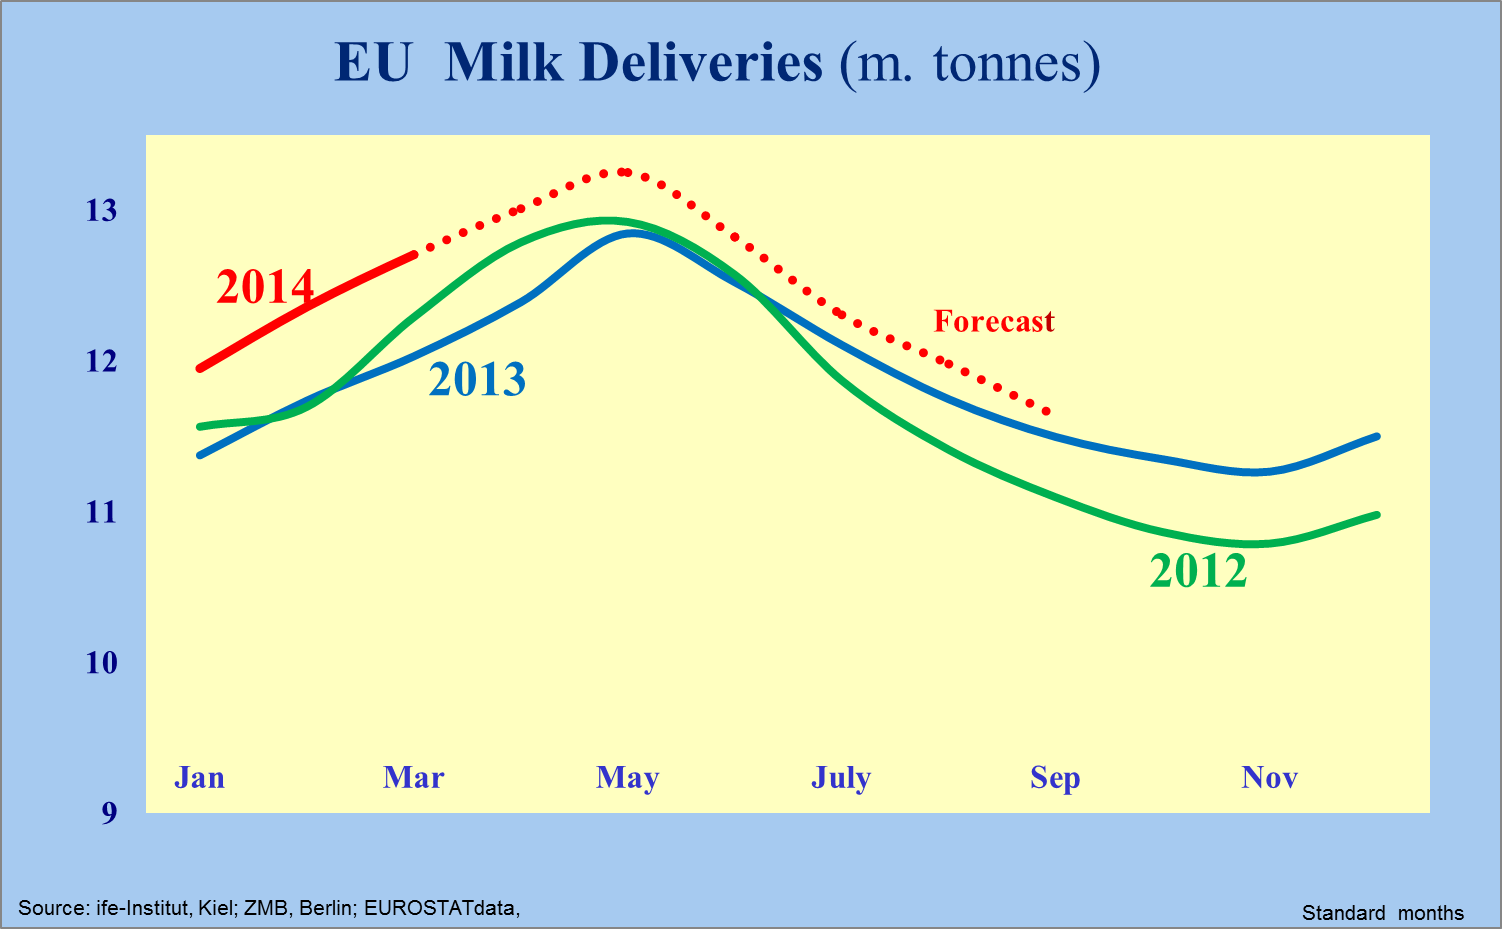 EU  Milk Deliveries (m. tonnes)
13
2014
Forecast
12
2013
11
2012
10
Jan Mar May July Sep Nov
9
Source: ife-Institut, Kiel; ZMB, Berlin; EUROSTATdata,
Standard  months